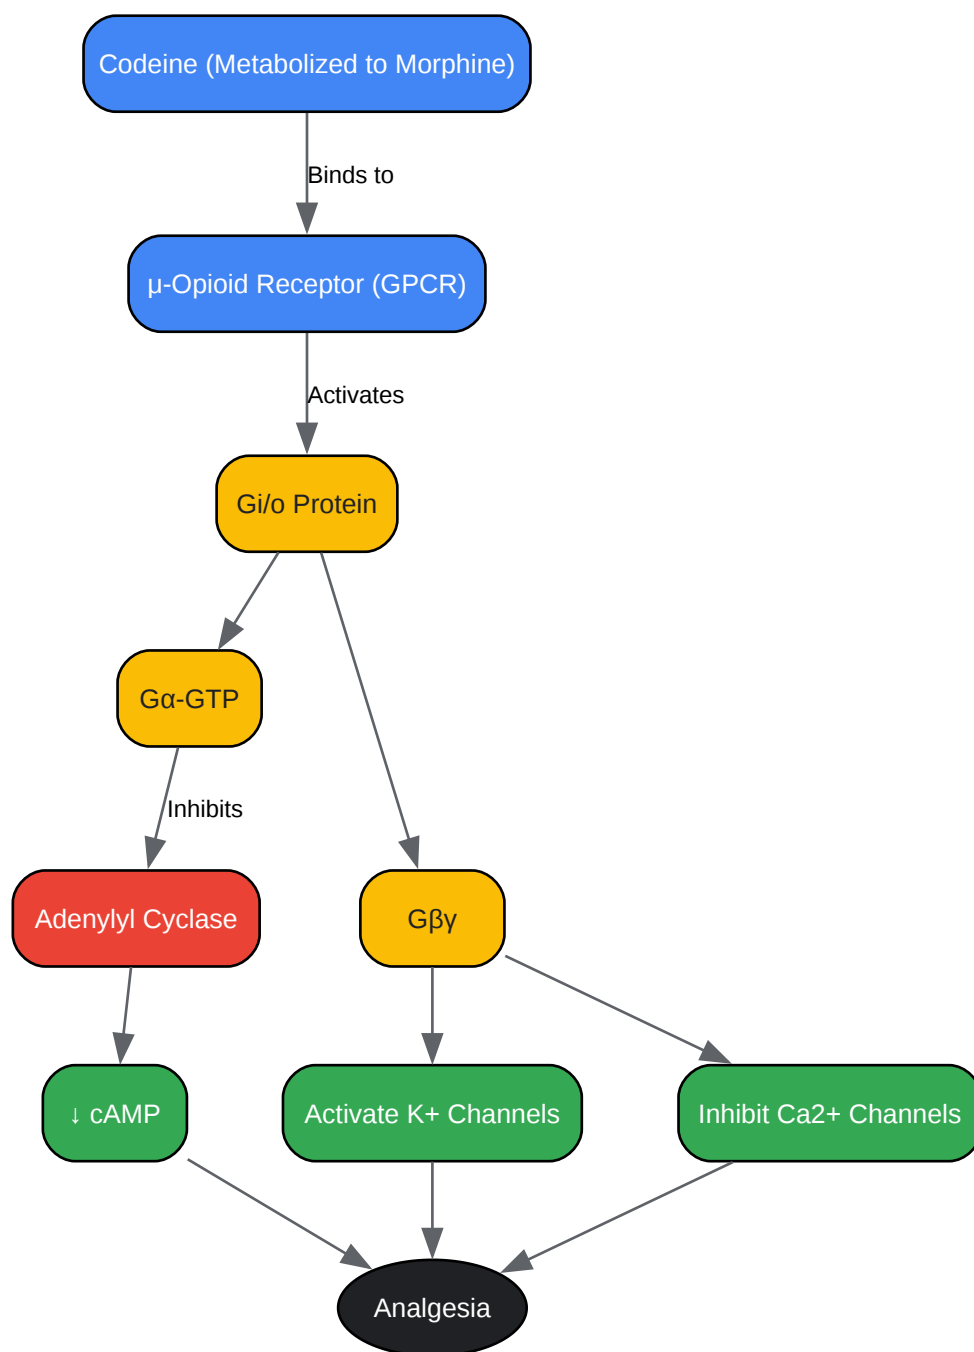 Codeine (Metabolized to Morphine)
Binds to
μ-Opioid Receptor (GPCR)
Activates
Gi/o Protein
Gα-GTP
Inhibits
Adenylyl Cyclase
Gβγ
↓ cAMP
Activate K+ Channels
Inhibit Ca2+ Channels
Analgesia